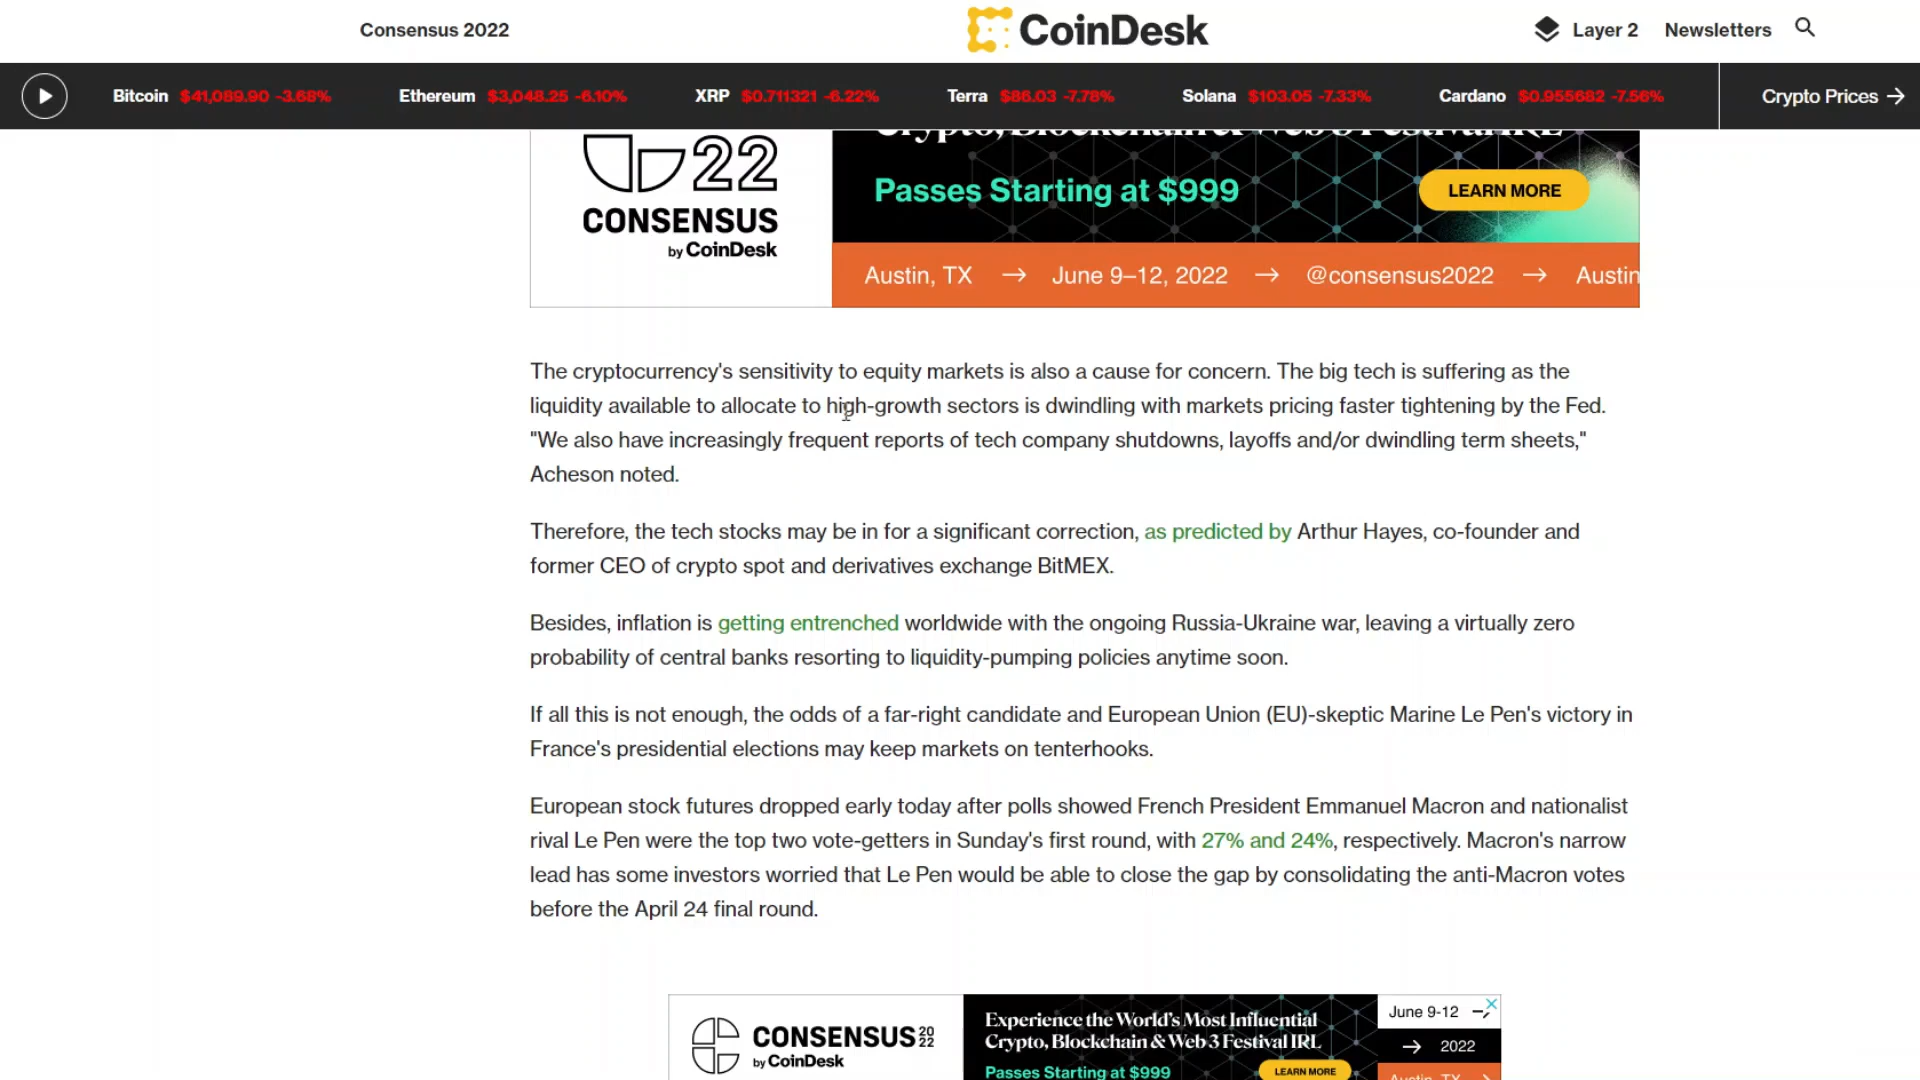 Consensus 2022
CoinDesk
Layer 2
Newsletters
Bitcoin $41,089.90 -3.68%
Ethereum $3,048.25 -6.10%
XRP $0.711321 -6.22%
Terra $86.03 -7.78%
Solana $103.05 -7.33%
Cardano $0.955682 -7.56%
Crypto Prices →
22
CONSENSUS
by CoinDesk
Crypto, Blockchain & Web 3 Festival IRL
Passes Starting at $999
LEARN MORE
Austin, TX → June 9–12, 2022 → @consensus2022 → Austin
The cryptocurrency's sensitivity to equity markets is also a cause for concern. The big tech is suffering as the
liquidity available to allocate to high-growth sectors is dwindling with markets pricing faster tightening by the Fed.
"We also have increasingly frequent reports of tech company shutdowns, layoffs and/or dwindling term sheets,"
Acheson noted.
Therefore, the tech stocks may be in for a significant correction, as predicted by Arthur Hayes, co-founder and
former CEO of crypto spot and derivatives exchange BitMEX.
Besides, inflation is getting entrenched worldwide with the ongoing Russia-Ukraine war, leaving a virtually zero
probability of central banks resorting to liquidity-pumping policies anytime soon.
If all this is not enough, the odds of a far-right candidate and European Union (EU)-skeptic Marine Le Pen's victory in
France's presidential elections may keep markets on tenterhooks.
European stock futures dropped early today after polls showed French President Emmanuel Macron and nationalist
rival Le Pen were the top two vote-getters in Sunday's first round, with 27% and 24%, respectively. Macron's narrow
lead has some investors worried that Le Pen would be able to close the gap by consolidating the anti-Macron votes
before the April 24 final round.
CONSENSUS 20 22
by CoinDesk
Experience the World's Most Influential
Crypto, Blockchain & Web 3 Festival IRL
Passes Starting at $999
LEARN MORE
June 9-12
→ 2022
Austin, TX